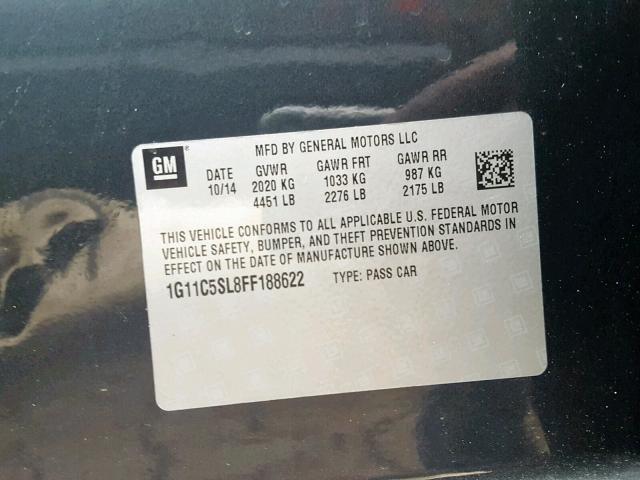 GM ®
MFD BY GENERAL MOTORS LLC
DATE GVWR GAWR FRT GAWR RR
10/14 2020 KG 1033 KG 987 KG
4451 LB 2276 LB 2175 LB
THIS VEHICLE CONFORMS TO ALL APPLICABLE U.S. FEDERAL MOTOR
VEHICLE SAFETY, BUMPER, AND THEFT PREVENTION STANDARDS IN
EFFECT ON THE DATE OF MANUFACTURE SHOWN ABOVE.
1G11C5SL8FF188622 TYPE: PASS CAR